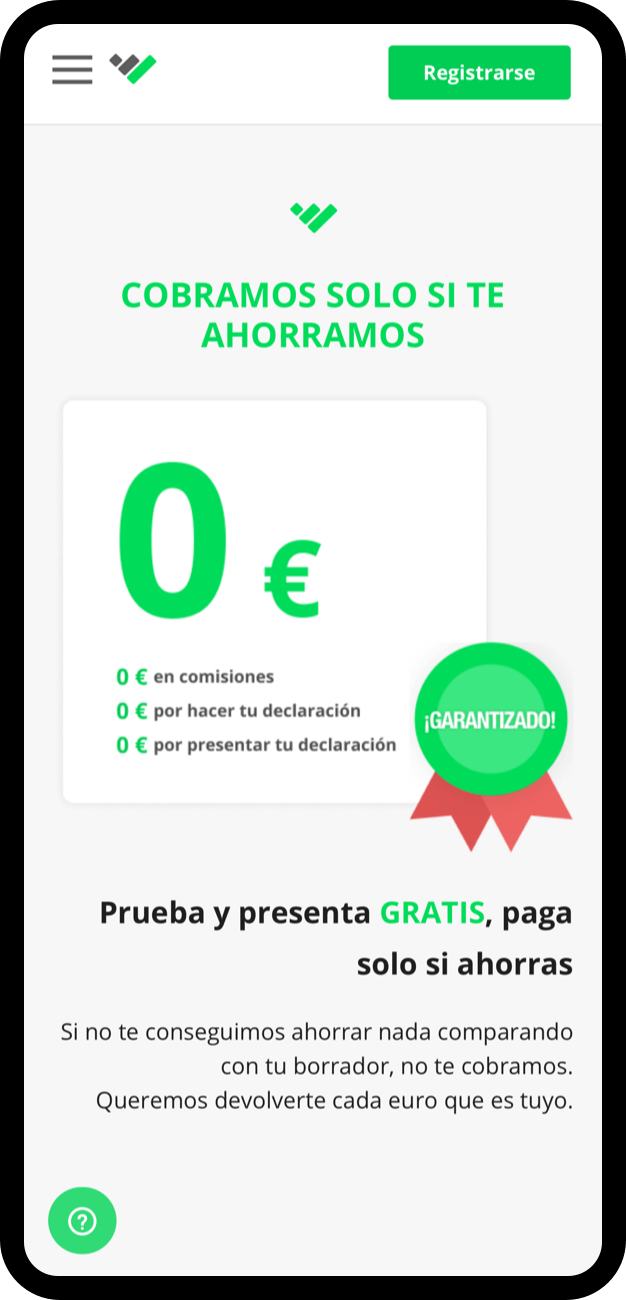 Registrarse
COBRAMOS SOLO SI TE
AHORRAMOS
0 €
0 € en comisiones
0 € por hacer tu declaración
0 € por presentar tu declaración
¡GARANTIZADO!
Prueba y presenta GRATIS, paga
solo si ahorras
Si no te conseguimos ahorrar nada comparando
con tu borrador, no te cobramos.
Queremos devolverte cada euro que es tuyo.
?